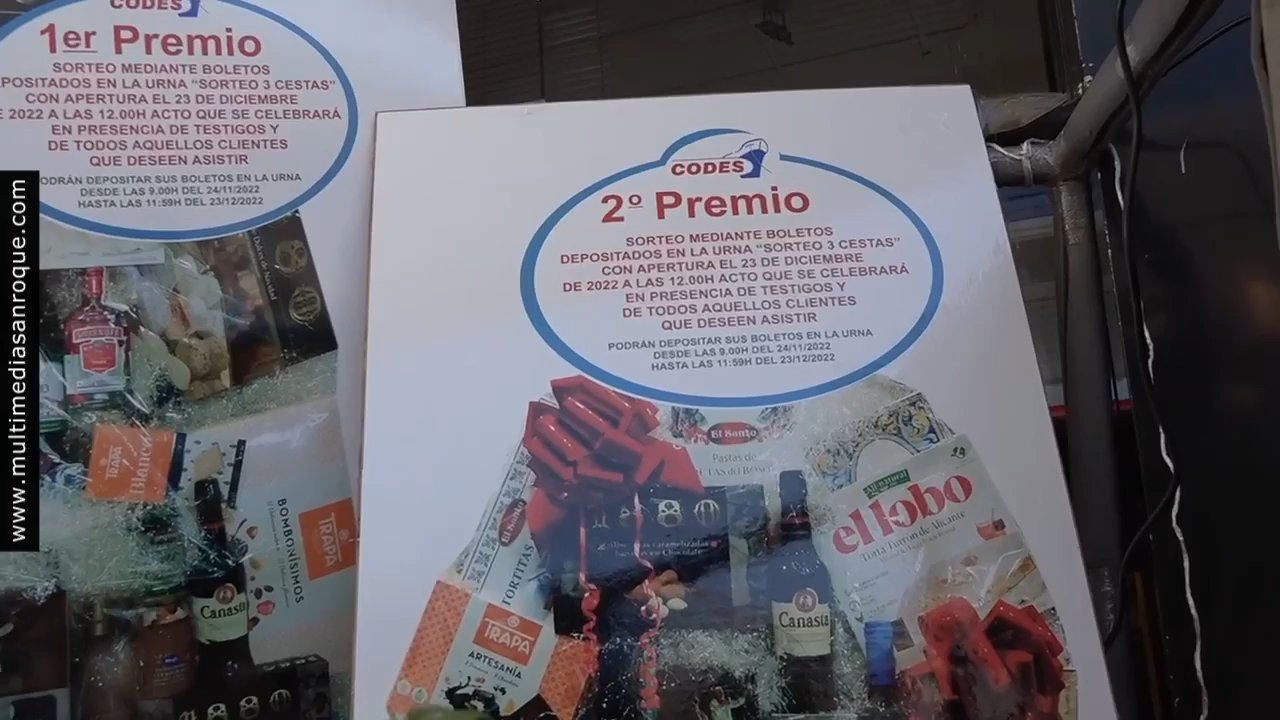 CODES
1er Premio
SORTEO MEDIANTE BOLETOS
POSITADOS EN LA URNA "SORTEO 3 CESTAS"
CON APERTURA EL 23 DE DICIEMBRE
E 2022 A LAS 12.00H ACTO QUE SE CELEBRARÁ
EN PRESENCIA DE TESTIGOS Y
DE TODOS AQUELLOS CLIENTES
QUE DESEEN ASISTIR
ODRÁN DEPOSITAR SUS BOLETOS EN LA URNA
DESDE LAS 9.00H DEL 24/11/2022
HASTA LAS 11:59H DEL 23/12/2022
TRAPA
Blanco
BOMBONÍSIMOS
TRAPA
Canasta
CODES
2º Premio
SORTEO MEDIANTE BOLETOS
DEPOSITADOS EN LA URNA "SORTEO 3 CESTAS"
CON APERTURA EL 23 DE DICIEMBRE
DE 2022 A LAS 12.00H ACTO QUE SE CELEBRARÁ
EN PRESENCIA DE TESTIGOS Y
DE TODOS AQUELLOS CLIENTES
QUE DESEEN ASISTIR
PODRÁN DEPOSITAR SUS BOLETOS EN LA URNA
DESDE LAS 9.00H DEL 24/11/2022
HASTA LAS 11:59H DEL 23/12/2022
El Santo
Pastas de
El Santo
TORTITAS
TRAPA
ARTESANÍA
Canasta
All natural
el lobo
Torta Turrón de Alicante
www.multimediasanroque.com